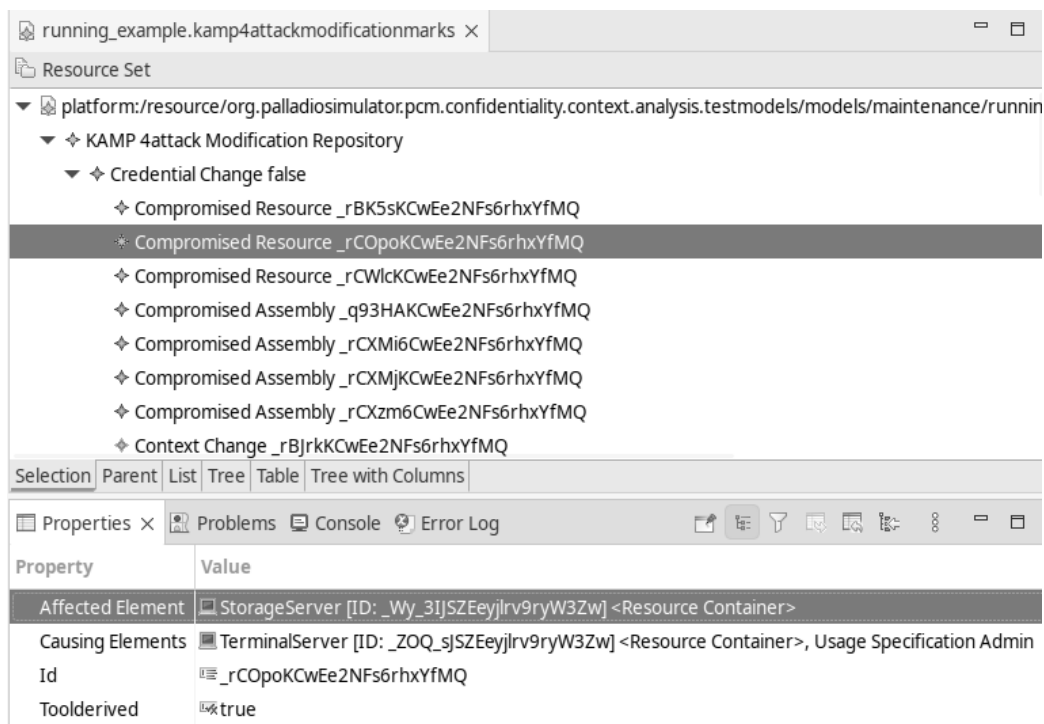 running_example.kamp4attackmodificationmarks
Resource Set
platform:/resource/org.palladiosimulator.pcm.confidentiality.context.analysis.testmodels/models/maintenance/runnin
KAMP 4attack Modification Repository
Credential Change false
Compromised Resource _rBK5sKCwEe2NFs6rhxYfMQ
Compromised Resource _rCOpoKCwEe2NFs6rhxYfMQ
Compromised Resource _rCWlcKCwEe2NFs6rhxYfMQ
Compromised Assembly _q93HAKCwEe2NFs6rhxYfMQ
Compromised Assembly _rCXMi6CwEe2NFs6rhxYfMQ
Compromised Assembly _rCXMjKCwEe2NFs6rhxYfMQ
Compromised Assembly _rCXzm6CwEe2NFs6rhxYfMQ
Context Change _rBJrkKCwEe2NFs6rhxYfMQ
Selection Parent List Tree Table Tree with Columns
Properties Problems Console Error Log
Property Value
Affected Element StorageServer [ID: _Wy_3IJSZEeyjlrv9ryW3Zw] <Resource Container>
Causing Elements TerminalServer [ID: _ZOQ_sJSZEeyjlrv9ryW3Zw] <Resource Container>, Usage Specification Admin
Id _rCOpoKCwEe2NFs6rhxYfMQ
Toolderived true